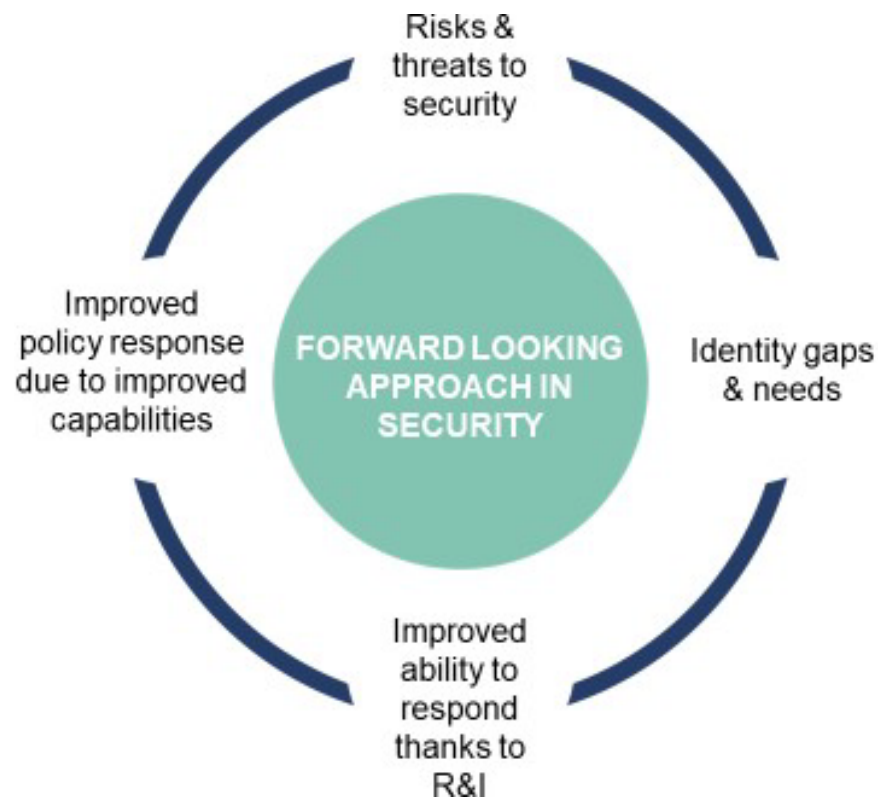 Risks &
threats to
security
Improved
policy response
due to improved
capabilities
FORWARD LOOKING
APPROACH IN
SECURITY
Identity gaps
& needs
Improved
ability to
respond
thanks to
R&I